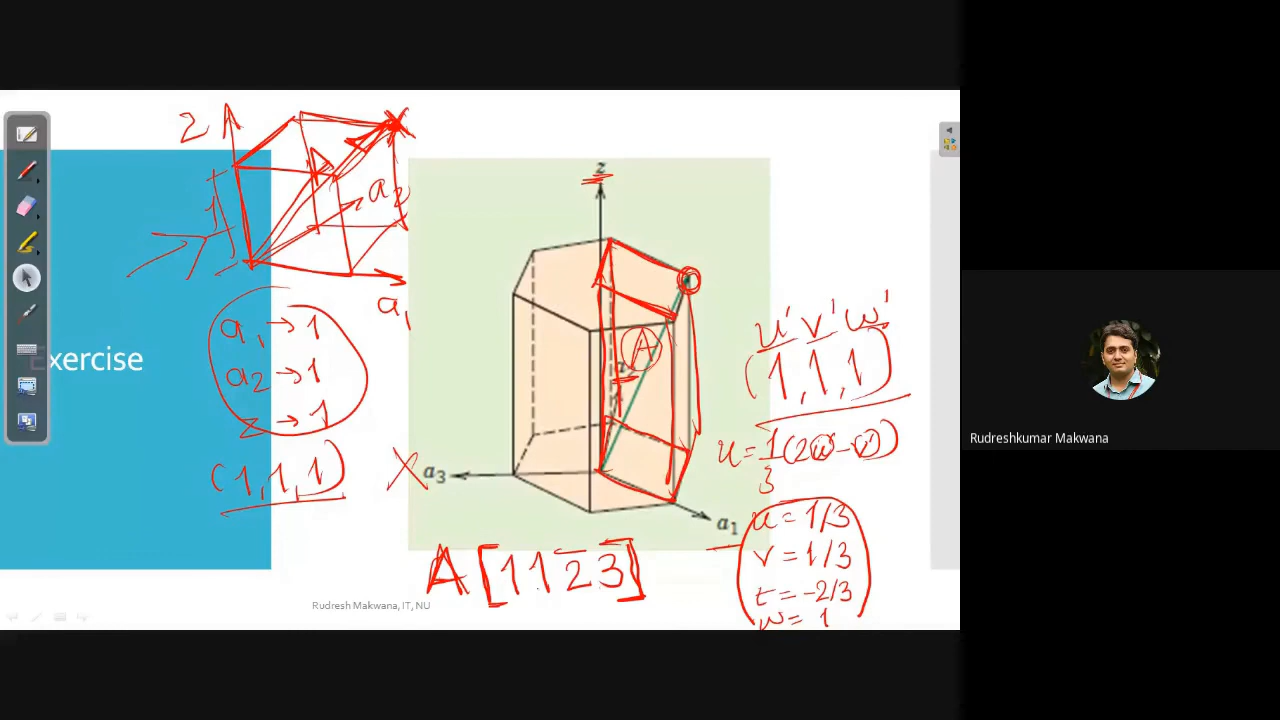 z
a2
1
a1
a1 → 1
a2 → 1
z → 1
(1,1,1)
Exercise
z
A
a3
a1
A [1 1 2̅ 3̅]
u' v' w'
(1,1,1)
u = 1/3 (2u' - v')
u = 1/3
v = 1/3
t = -2/3
w = 1
Rudresh Makwana, IT, NU
Rudreshkumar Makwana